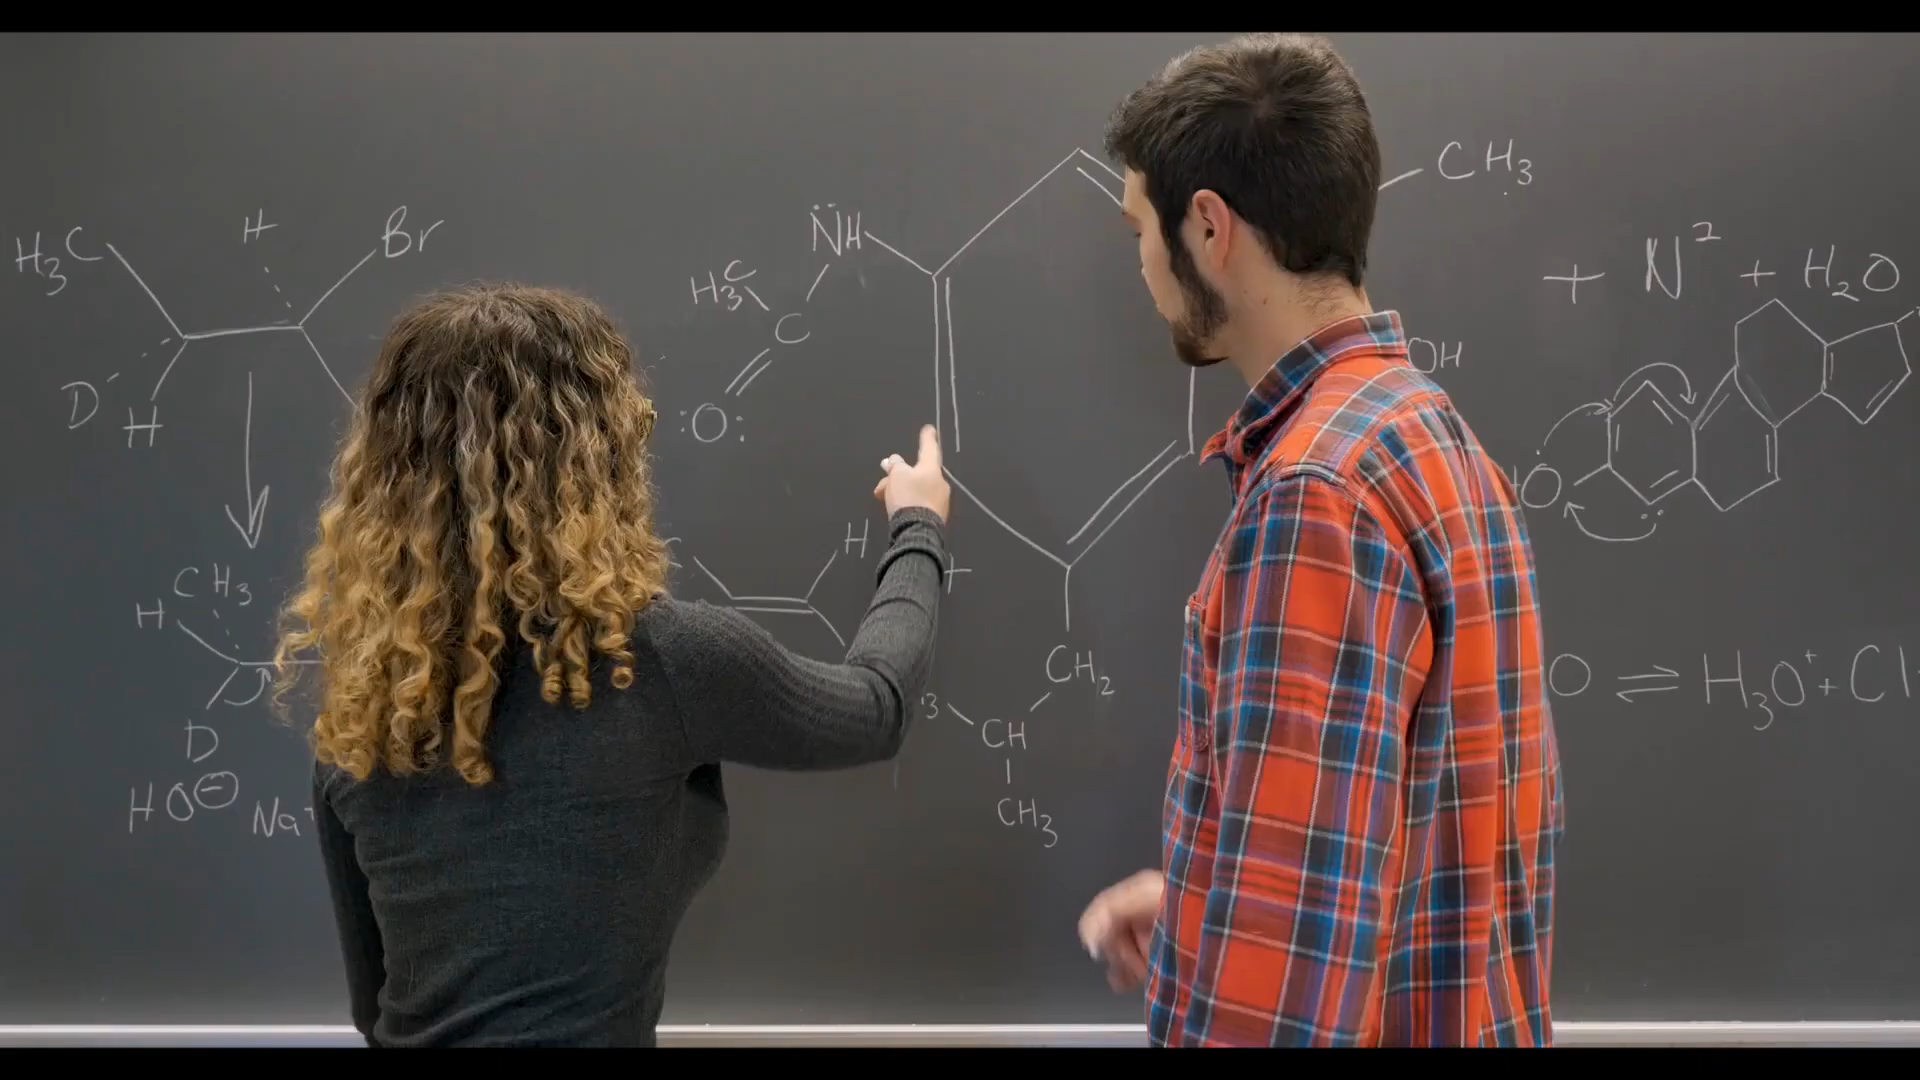 H₃C
H
Br
D
H
CH₃
H
D
HO⊖
Na⁺
N̈H
H₃C
C
:O:
H
+
CH₂
CH
CH₃
3
CH₃
OH
+ N² + H₂O
O
O ⇌ H₃O⁺ + Cl